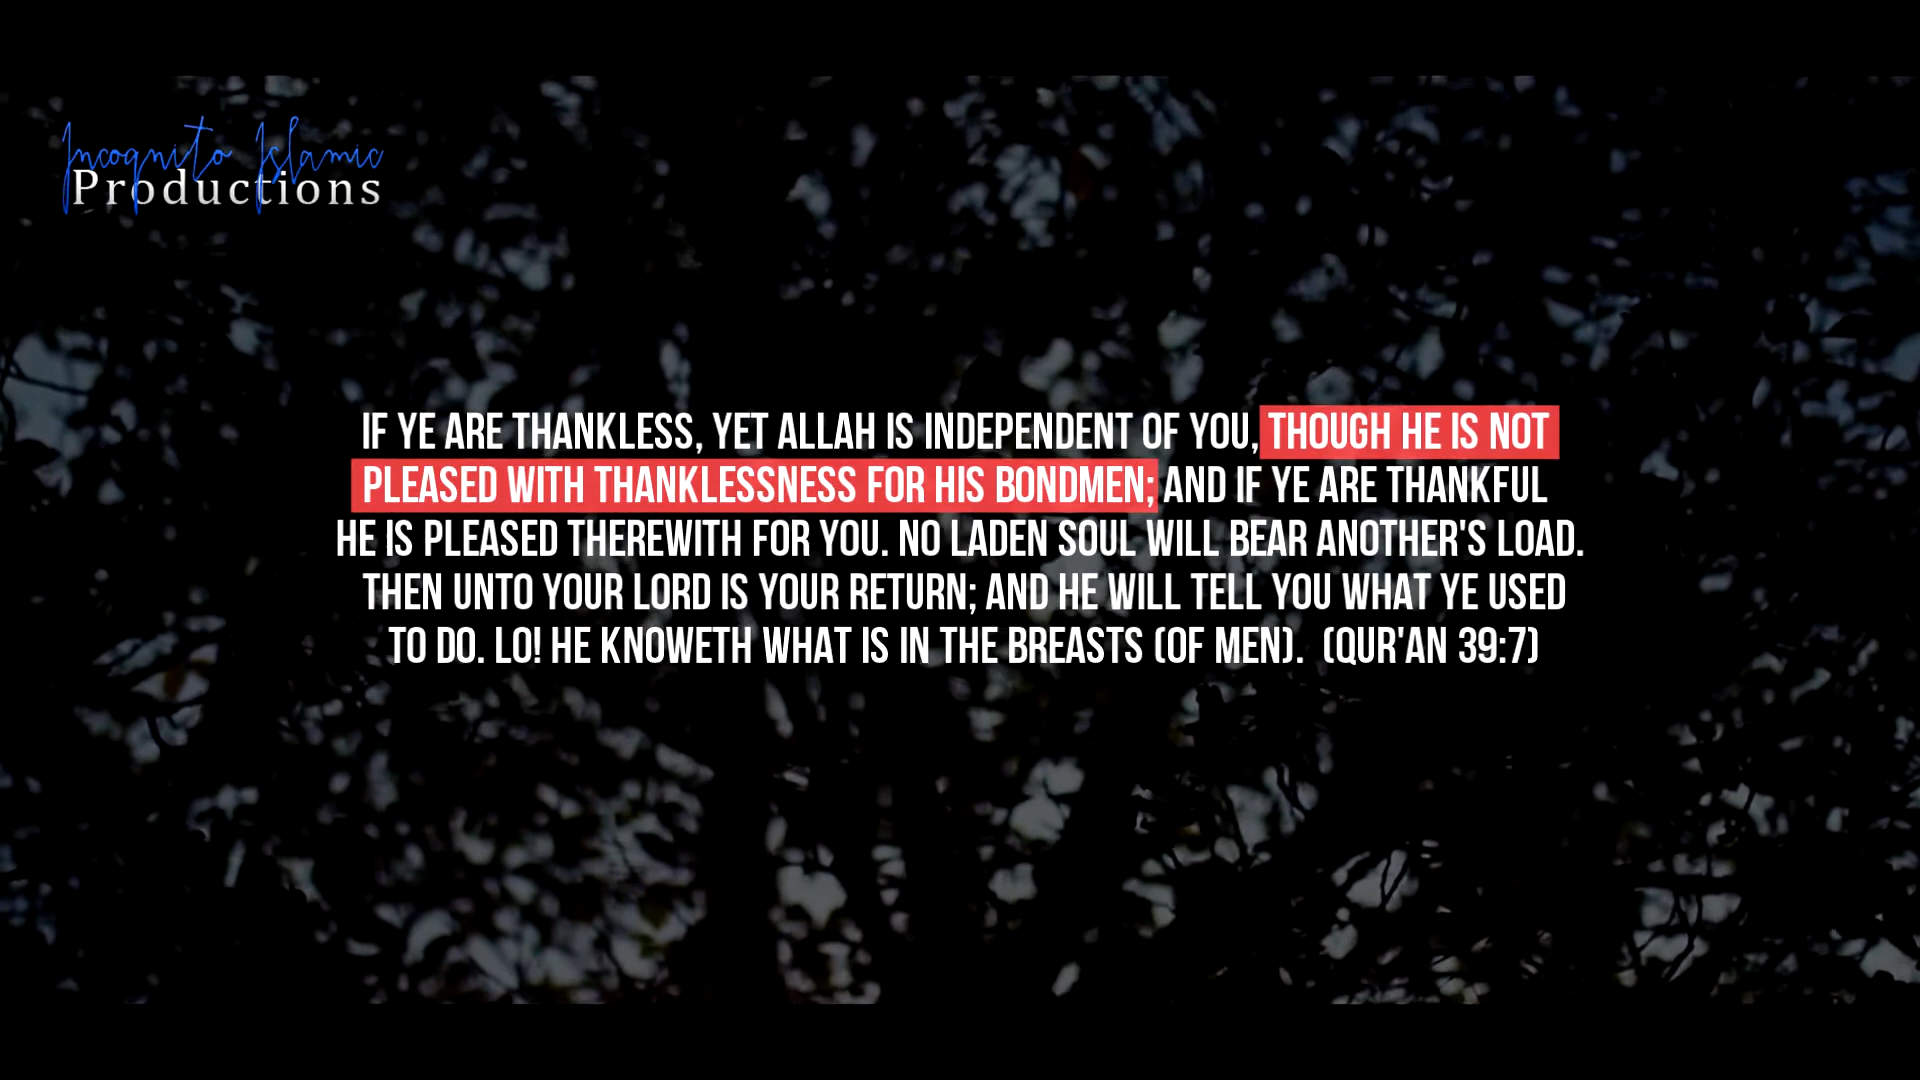 Incognito Islamic
Productions
IF YE ARE THANKLESS, YET ALLAH IS INDEPENDENT OF YOU, THOUGH HE IS NOT
PLEASED WITH THANKLESSNESS FOR HIS BONDMEN; AND IF YE ARE THANKFUL
HE IS PLEASED THEREWITH FOR YOU. NO LADEN SOUL WILL BEAR ANOTHER'S LOAD.
THEN UNTO YOUR LORD IS YOUR RETURN; AND HE WILL TELL YOU WHAT YE USED
TO DO. LO! HE KNOWETH WHAT IS IN THE BREASTS (OF MEN). (QUR'AN 39:7)